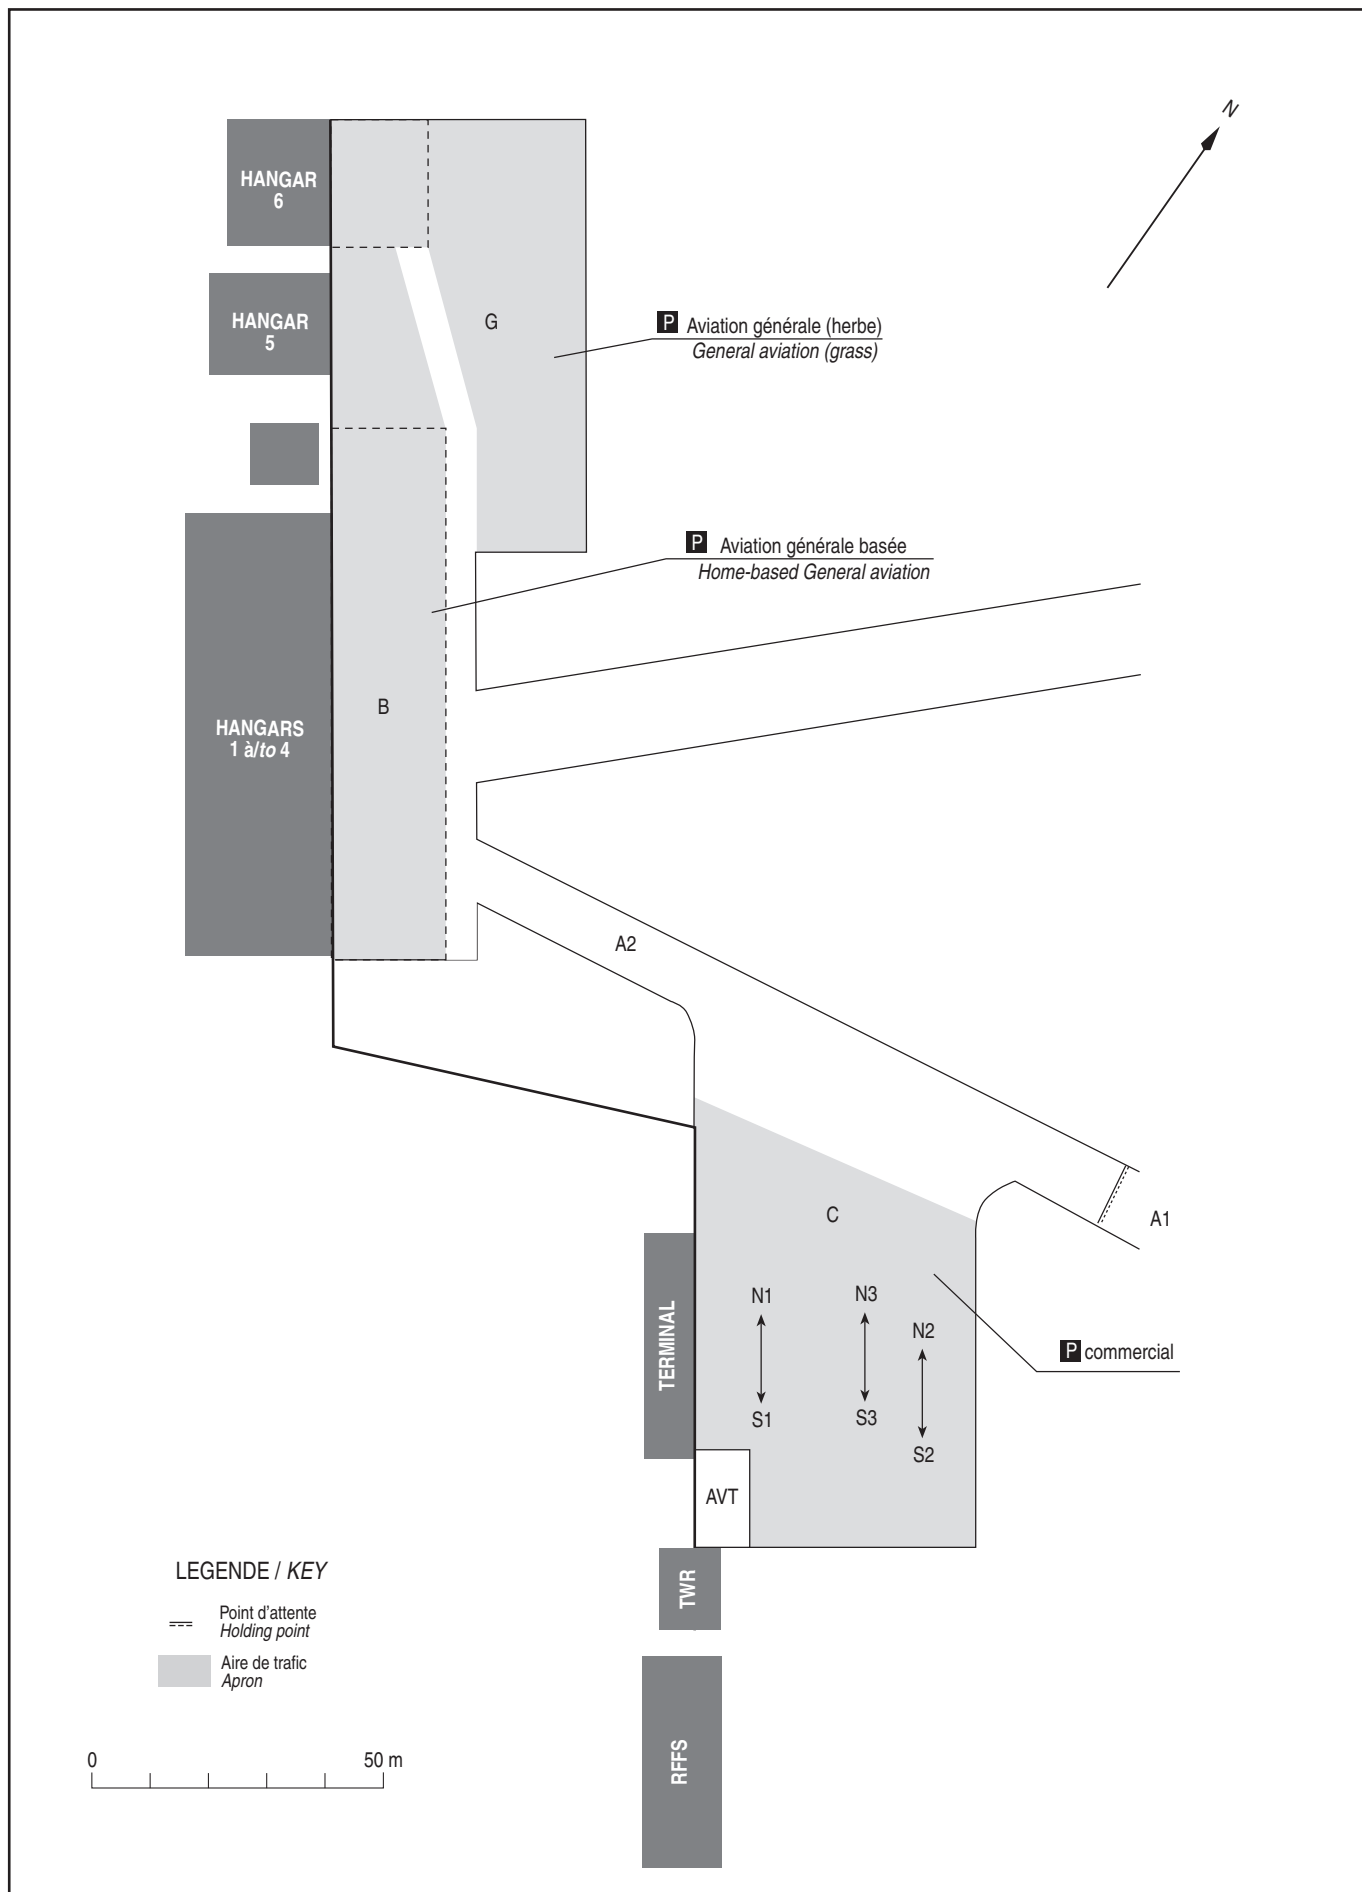 N
HANGAR
6
HANGAR
5
G
P Aviation générale (herbe)
General aviation (grass)
P Aviation générale basée
Home-based General aviation
B
HANGARS
1 à/to 4
A2
C
A1
N1
N3
N2
TERMINAL
P commercial
S1
S3
S2
AVT
LEGENDE / KEY
TWR
Point d'attente
Holding point
Aire de trafic
Apron
RFFS
0
50 m